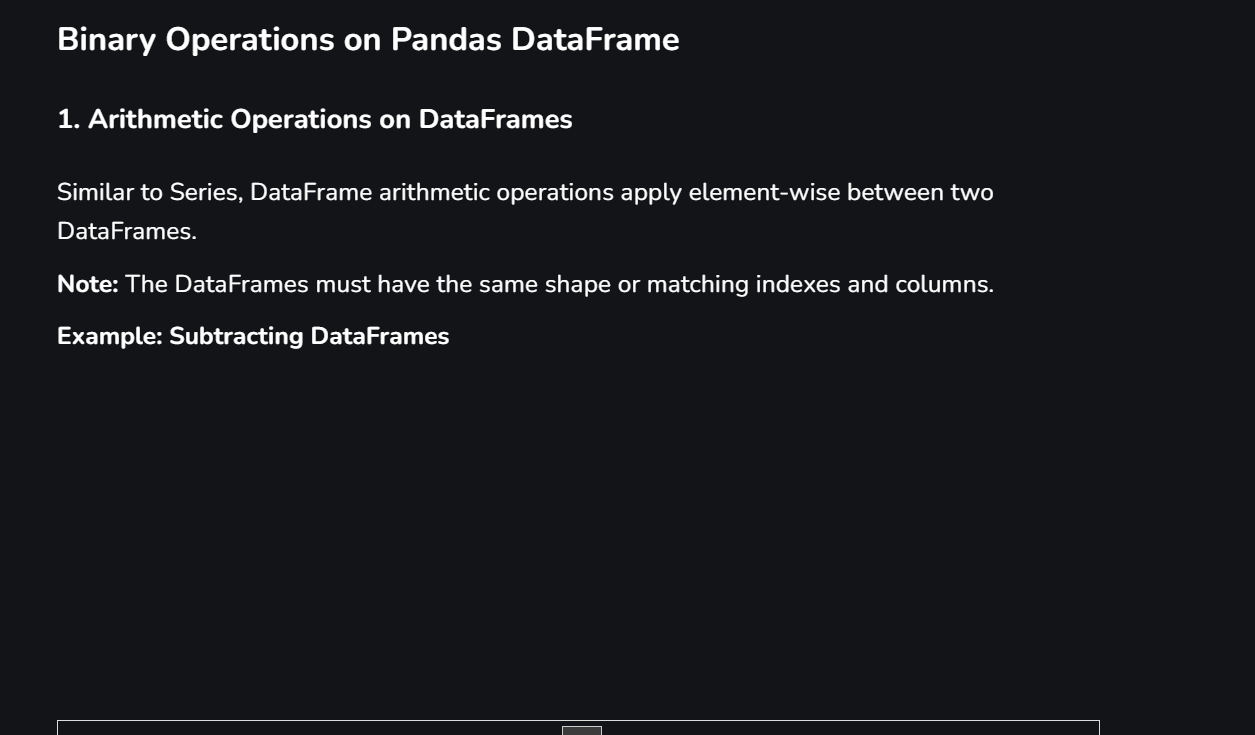 Binary Operations on Pandas DataFrame
1. Arithmetic Operations on DataFrames
Similar to Series, DataFrame arithmetic operations apply element-wise between two
DataFrames.
Note: The DataFrames must have the same shape or matching indexes and columns.
Example: Subtracting DataFrames